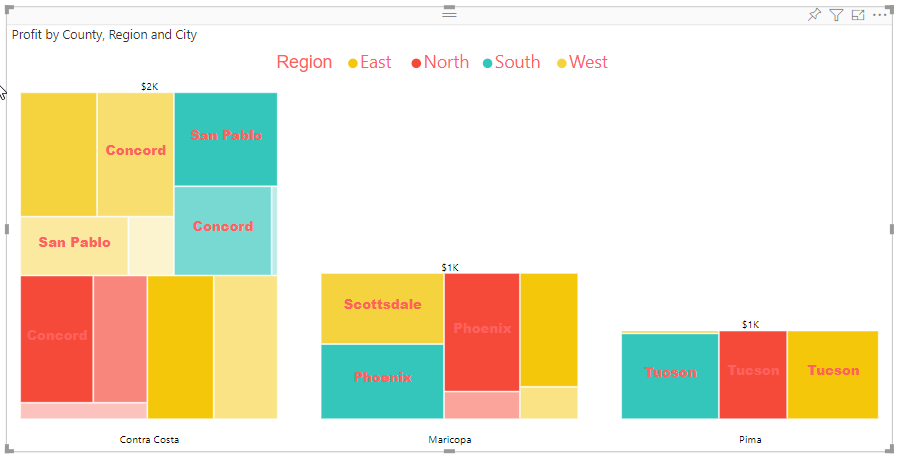 Profit by County, Region and City
Region East North South West
$2K
San Pablo
Concord
Concord
San Pablo
Concord
$1K
Scottsdale
Phoenix
Phoenix
$1K
Tucson Tucson Tucson
Contra Costa Maricopa Pima